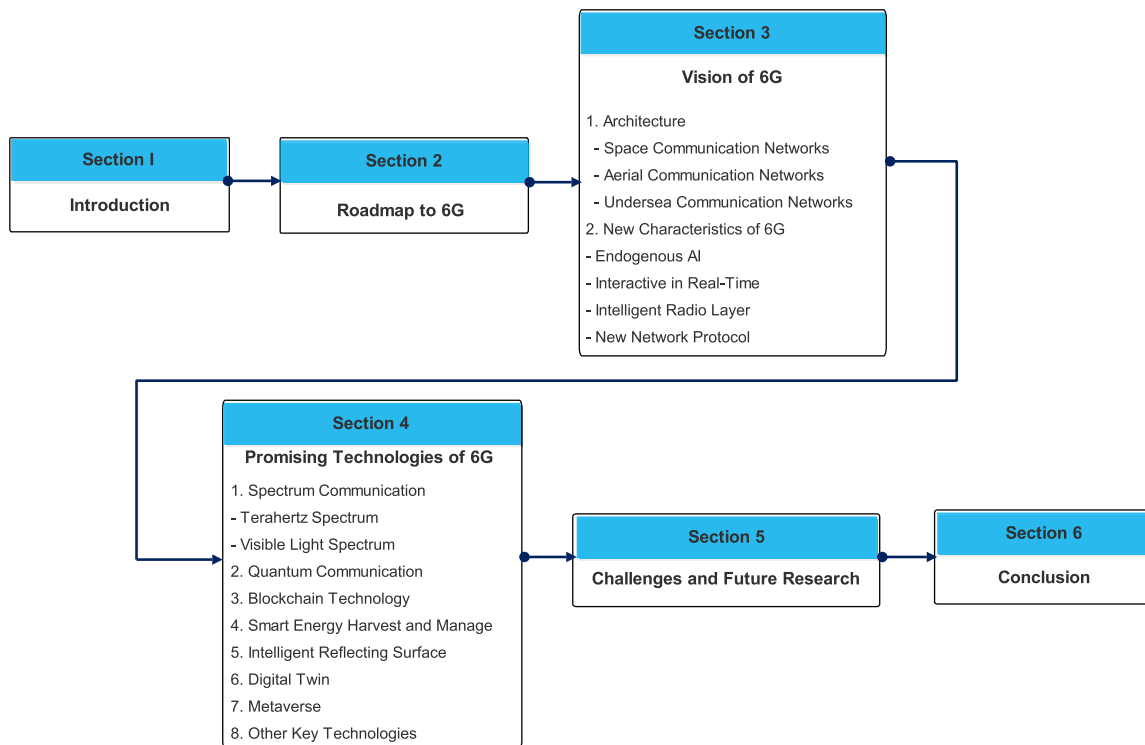 Section I
Introduction
Section 2
Roadmap to 6G
Section 3
Vision of 6G
1. Architecture
- Space Communication Networks
- Aerial Communication Networks
- Undersea Communication Networks
2. New Characteristics of 6G
- Endogenous AI
- Interactive in Real-Time
- Intelligent Radio Layer
- New Network Protocol
Section 4
Promising Technologies of 6G
1. Spectrum Communication
- Terahertz Spectrum
- Visible Light Spectrum
2. Quantum Communication
3. Blockchain Technology
4. Smart Energy Harvest and Manage
5. Intelligent Reflecting Surface
6. Digital Twin
7. Metaverse
8. Other Key Technologies
Section 5
Challenges and Future Research
Section 6
Conclusion